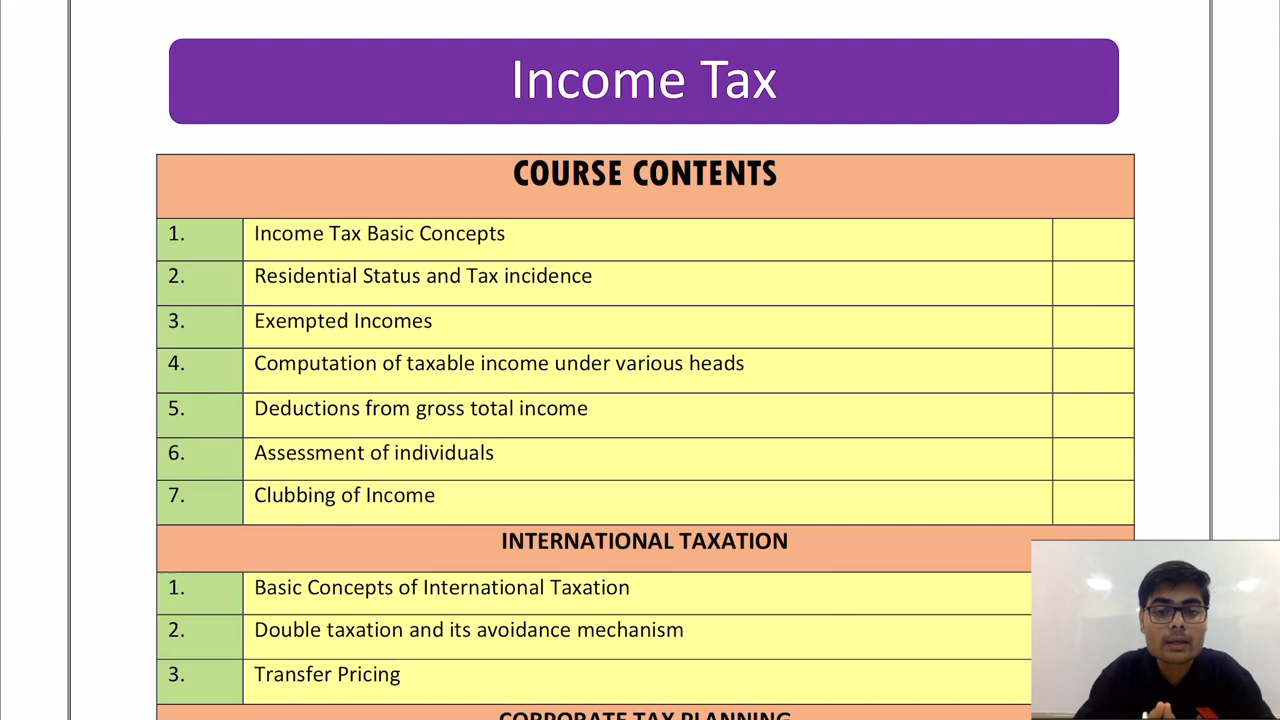 Income Tax
COURSE CONTENTS
1. Income Tax Basic Concepts
2. Residential Status and Tax incidence
3. Exempted Incomes
4. Computation of taxable income under various heads
5. Deductions from gross total income
6. Assessment of individuals
7. Clubbing of Income
INTERNATIONAL TAXATION
1. Basic Concepts of International Taxation
2. Double taxation and its avoidance mechanism
3. Transfer Pricing
CORPORATE TAX PLANNING